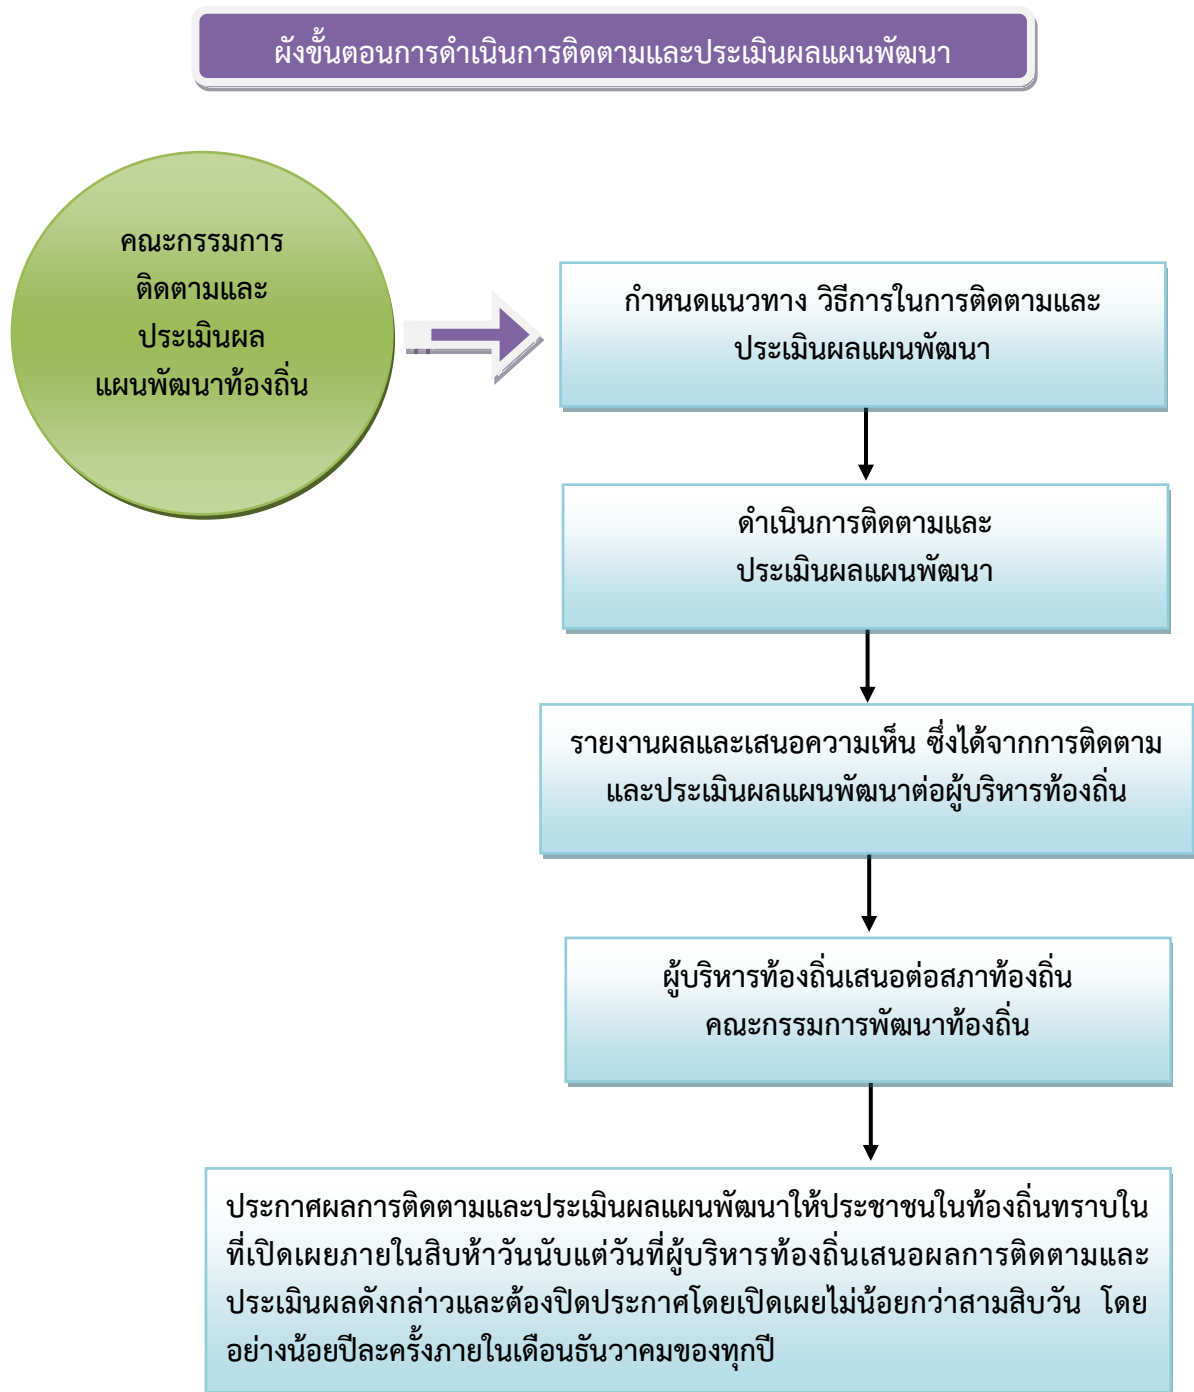 ผังขั้นตอนการดำเนินการติดตามและประเมินผลแผนพัฒนา
คณะกรรมการ
ติดตามและ
ประเมินผล
แผนพัฒนาท้องถิ่น
กำหนดแนวทาง วิธีการในการติดตามและ
ประเมินผลแผนพัฒนา
ดำเนินการติดตามและ
ประเมินผลแผนพัฒนา
รายงานผลและเสนอความเห็น ซึ่งได้จากการติดตาม
และประเมินผลแผนพัฒนาต่อผู้บริหารท้องถิ่น
ผู้บริหารท้องถิ่นเสนอต่อสภาท้องถิ่น
คณะกรรมการพัฒนาท้องถิ่น
ประกาศผลการติดตามและประเมินผลแผนพัฒนาให้ประชาชนในท้องถิ่นทราบใน
ที่เปิดเผยภายในสิบห้าวันนับแต่วันที่ผู้บริหารท้องถิ่นเสนอผลการติดตามและ
ประเมินผลดังกล่าวและต้องปิดประกาศโดยเปิดเผยไม่น้อยกว่าสามสิบวัน โดย
อย่างน้อยปีละครั้งภายในเดือนธันวาคมของทุกปี